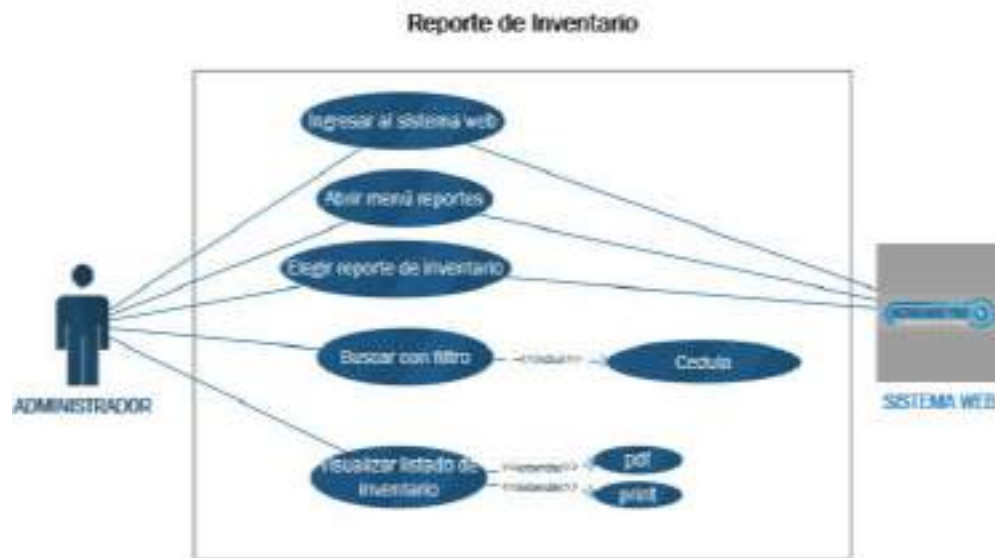 Reporte de Inventario
Ingresar al sistema web
Abrir menú reportes
Elegir reporte de inventario
Buscar con filtro
Cedula
ADMINISTRADOR
SISTEMA WEB
Visualizar listado de
inventario
pdf
print